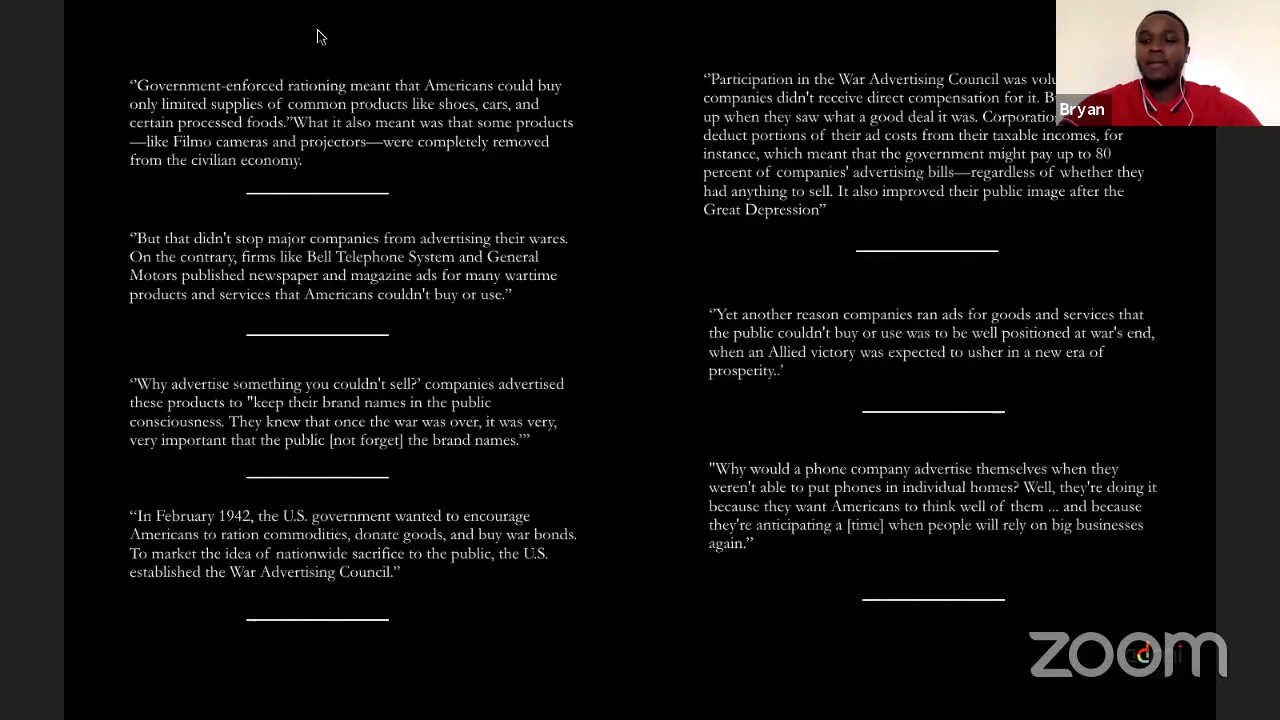 ‘’Government-enforced rationing meant that Americans could buy
only limited supplies of common products like shoes, cars, and
certain processed foods.”What it also meant was that some products
—like Filmo cameras and projectors—were completely removed
from the civilian economy.
‘’But that didn't stop major companies from advertising their wares.
On the contrary, firms like Bell Telephone System and General
Motors published newspaper and magazine ads for many wartime
products and services that Americans couldn't buy or use.”
‘’Why advertise something you couldn't sell?’ companies advertised
these products to "keep their brand names in the public
consciousness. They knew that once the war was over, it was very,
very important that the public [not forget] the brand names.’”
“In February 1942, the U.S. government wanted to encourage
Americans to ration commodities, donate goods, and buy war bonds.
To market the idea of nationwide sacrifice to the public, the U.S.
established the War Advertising Council.”
‘’Participation in the War Advertising Council was
companies didn't receive direct compensation for it.
up when they saw what a good deal it was.
deduct portions of their ad costs from their taxable incomes, for
instance, which meant that the government might pay up to 80
percent of companies' advertising bills—regardless of whether they
had anything to sell. It also improved their public image after the
Great Depression”
‘’Yet another reason companies ran ads for goods and services that
the public couldn't buy or use was to be well positioned at war's end,
when an Allied victory was expected to usher in a new era of
prosperity..’
"Why would a phone company advertise themselves when they
weren't able to put phones in individual homes? Well, they're doing it
because they want Americans to think well of them ... and because
they're anticipating a [time] when people will rely on big businesses
again.”
Bryan
zoom